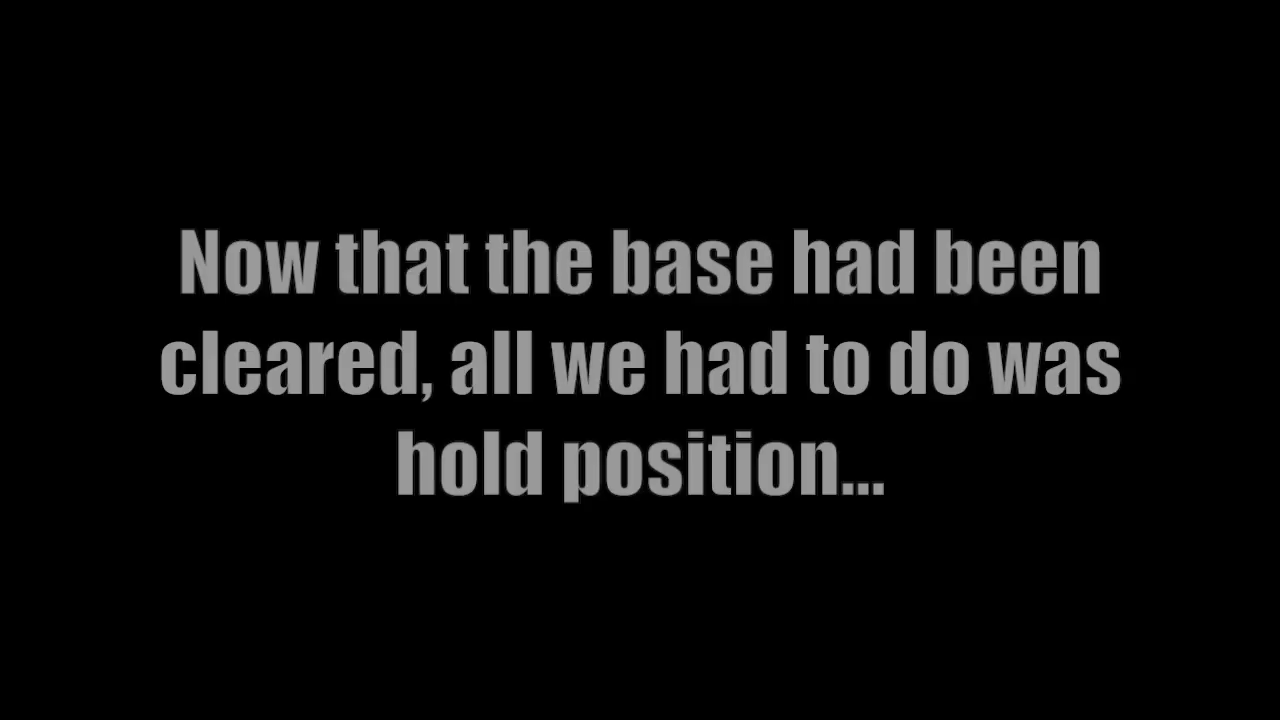 Now that the base had been
cleared, all we had to do was
hold position...